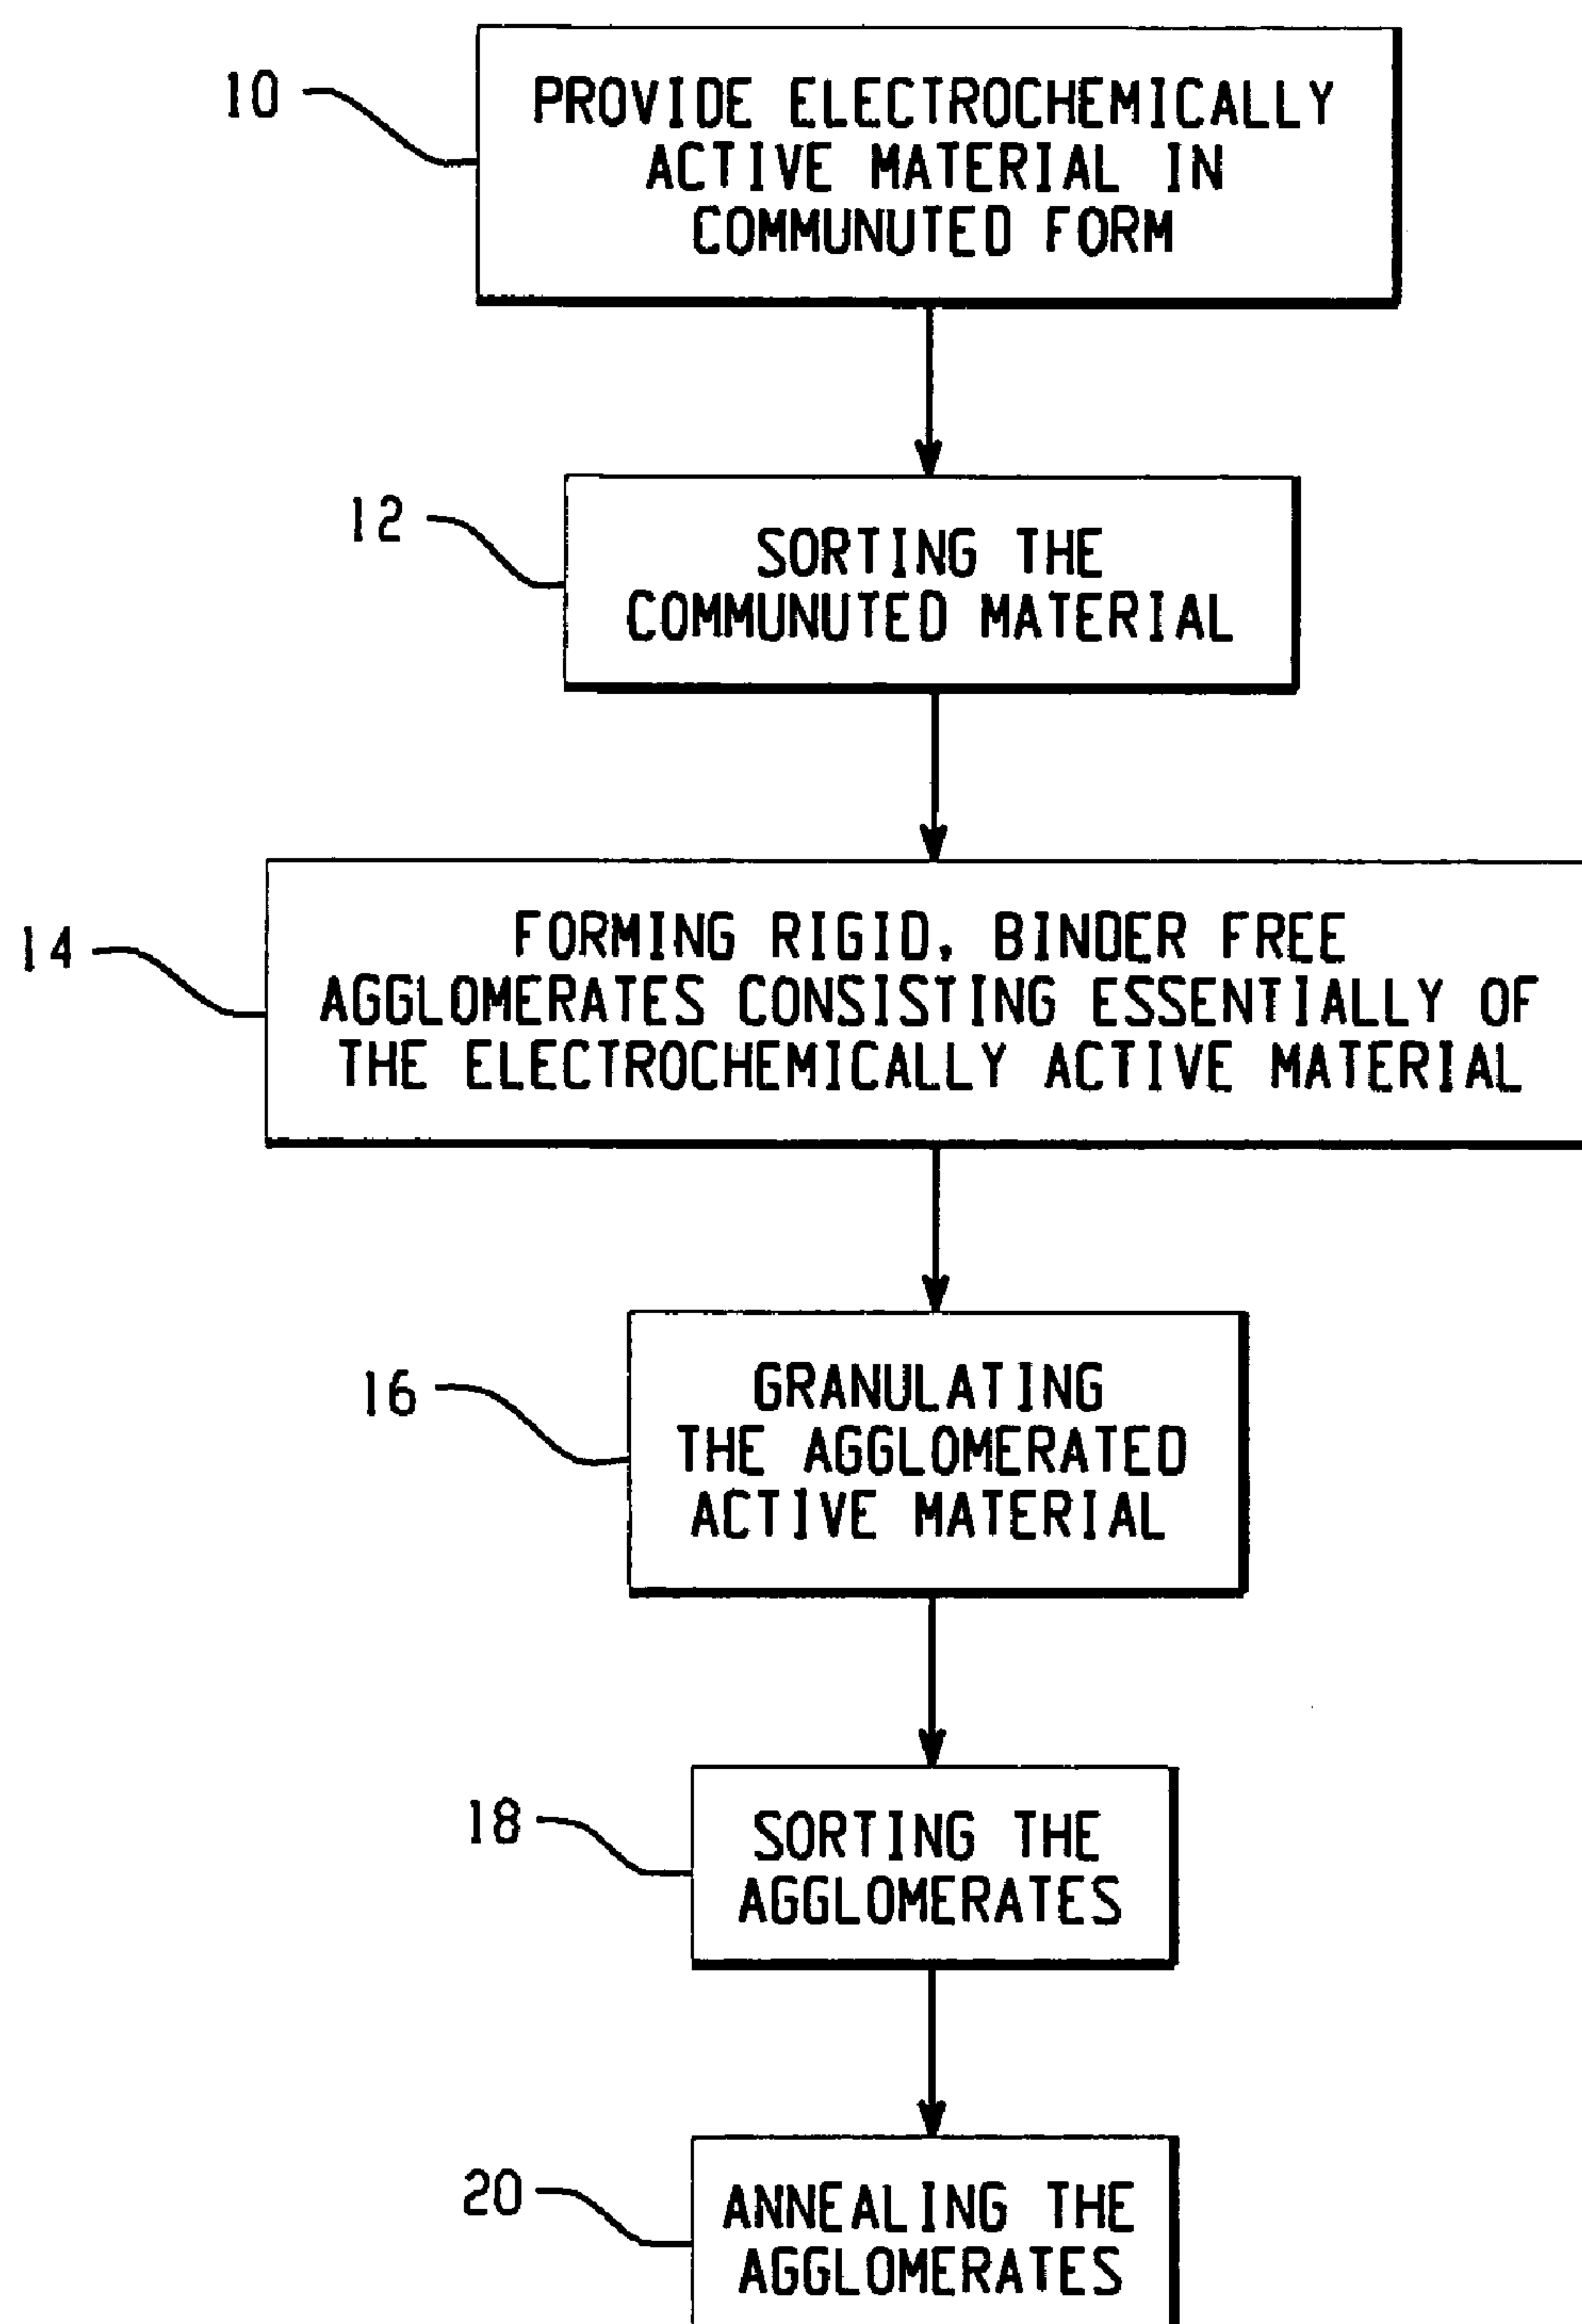 10
PROVIDE ELECTROCHEMICALLY
ACTIVE MATERIAL IN
COMMUNUTED FORM
12
SORTING THE
COMMUNUTED MATERIAL
14
FORMING RIGID, BINDER FREE
AGGLOMERATES CONSISTING ESSENTIALLY OF
THE ELECTROCHEMICALLY ACTIVE MATERIAL
16
GRANULATING
THE AGGLOMERATED
ACTIVE MATERIAL
18
SORTING THE
AGGLOMERATES
20
ANNEALING THE
AGGLOMERATES